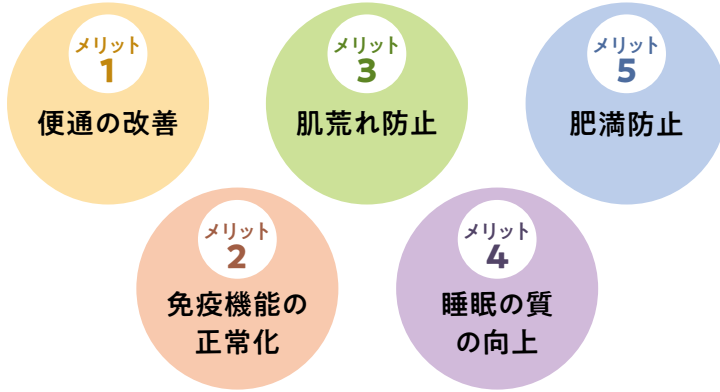 メリット
1
便通の改善
メリット
2
免疫機能の
正常化
メリット
3
肌荒れ防止
メリット
4
睡眠の質
の向上
メリット
5
肥満防止